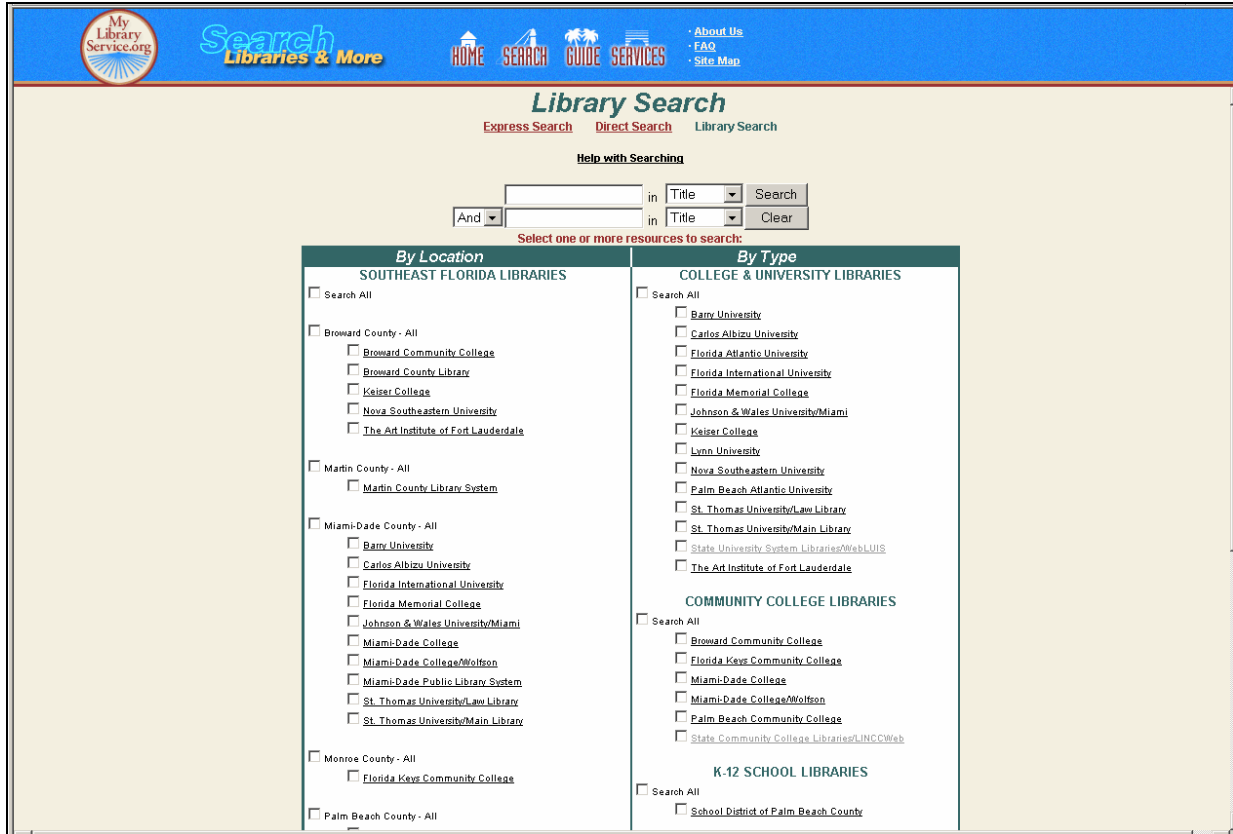 My
Library
Service.org
Search
Libraries & More
HOME SEARCH GUIDE SERVICES
· About Us
· FAQ
· Site Map
Library Search
Express Search Direct Search Library Search
Help with Searching
in Title Search
And in Title Clear
Select one or more resources to search:
By Location
SOUTHEAST FLORIDA LIBRARIES
Search All
Broward County - All
Broward Community College
Broward County Library
Keiser College
Nova Southeastern University
The Art Institute of Fort Lauderdale
Martin County - All
Martin County Library System
Miami-Dade County - All
Barry University
Carlos Albizu University
Florida International University
Florida Memorial College
Johnson & Wales University/Miami
Miami-Dade College
Miami-Dade College/Wolfson
Miami-Dade Public Library System
St. Thomas University/Law Library
St. Thomas University/Main Library
Monroe County - All
Florida Keys Community College
Palm Beach County - All
By Type
COLLEGE & UNIVERSITY LIBRARIES
Search All
Barry University
Carlos Albizu University
Florida Atlantic University
Florida International University
Florida Memorial College
Johnson & Wales University/Miami
Keiser College
Lynn University
Nova Southeastern University
Palm Beach Atlantic University
St. Thomas University/Law Library
St. Thomas University/Main Library
State University System Libraries/WebLUIS
The Art Institute of Fort Lauderdale
COMMUNITY COLLEGE LIBRARIES
Search All
Broward Community College
Florida Keys Community College
Miami-Dade College
Miami-Dade College/Wolfson
Palm Beach Community College
State Community College Libraries/LINCCWeb
K-12 SCHOOL LIBRARIES
Search All
School District of Palm Beach County